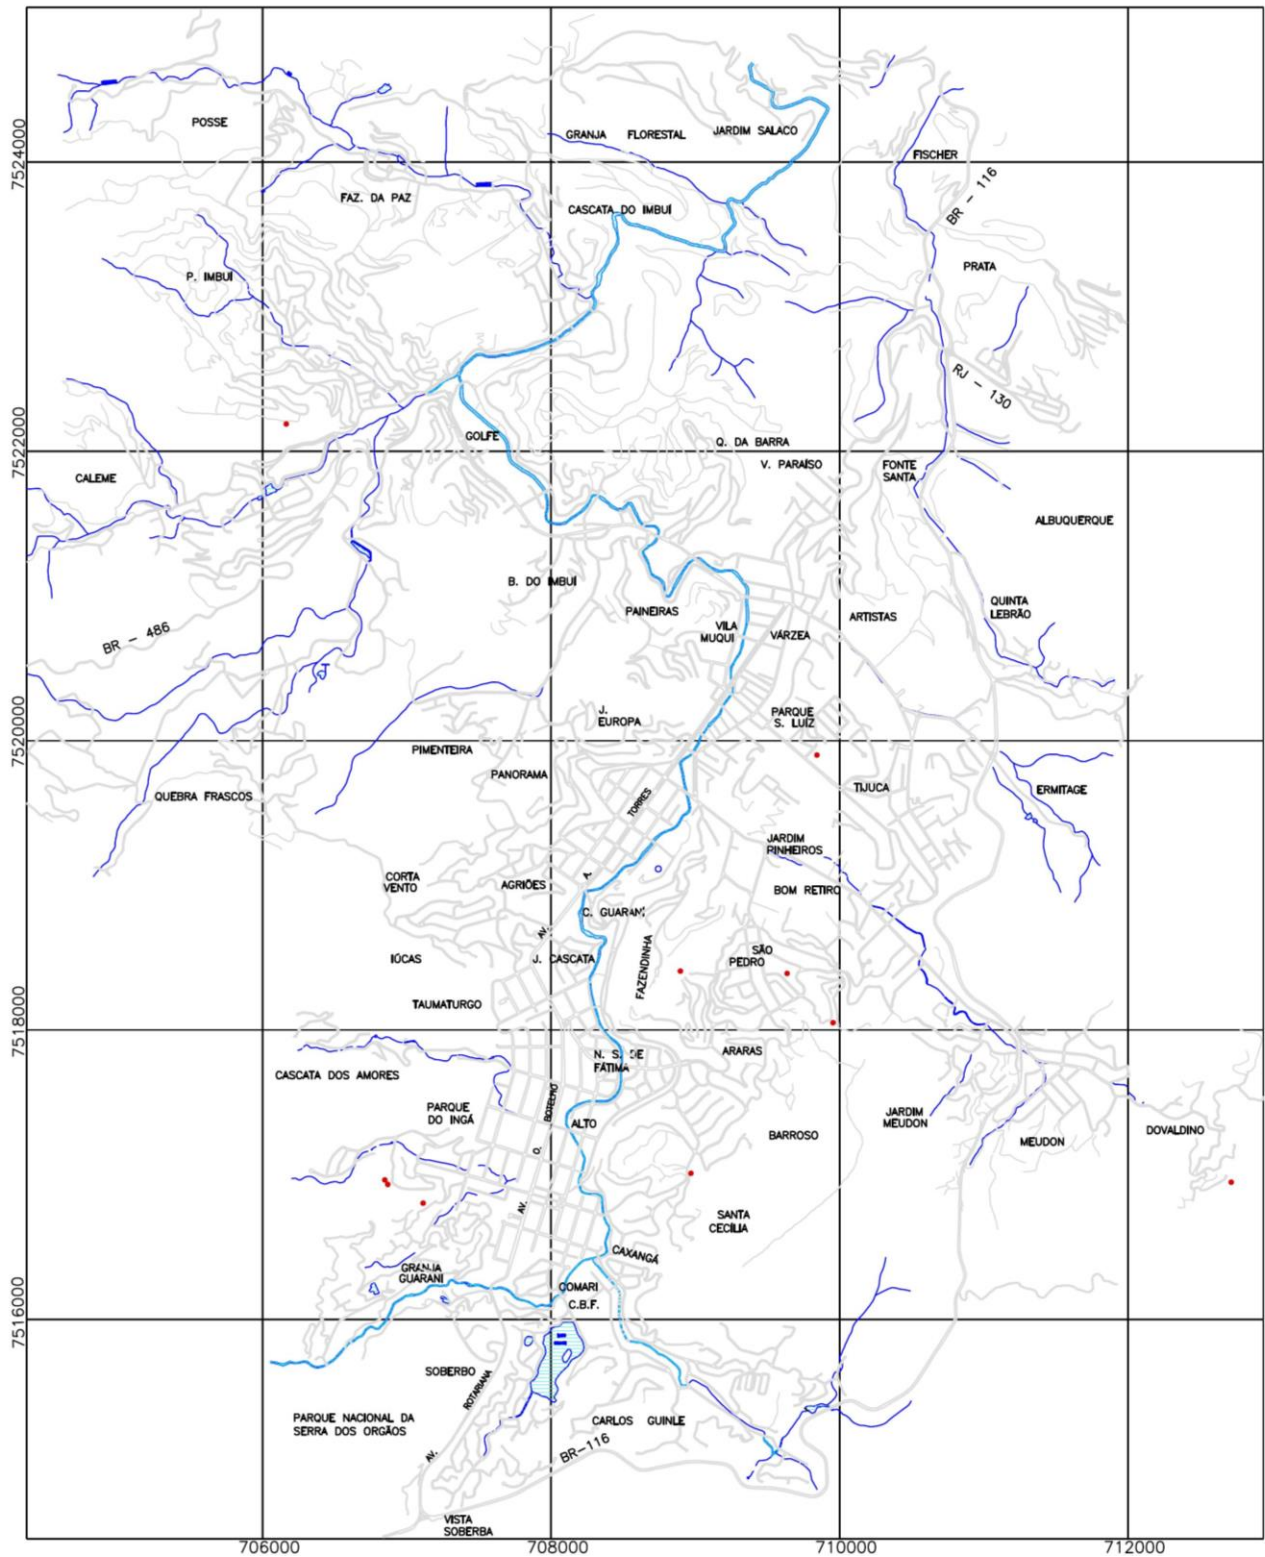 POSSE
GRANJA FLORESTAL
JARDIM SALACO
7524000
FISCHER
BR - 116
FAZ. DA PAZ
CASCATA DO IMBUÍ
P. IMBUÍ
PRATA
RJ - 130
GOLFE
Q. DA BARRA
7522000
V. PARAÍSO
CALEME
FONTE
SANTA
ALBUQUERQUE
B. DO IMBUÍ
PAINEIRAS
QUINTA
LEBRÃO
ARTISTAS
VILA
MUQUI
VÁRZEA
BR - 486
J.
EUROPA
PARQUE
S. LUÍZ
7520000
PIMENTEIRA
PANORAMA
QUEBRA FRASCOS
TORRES
TIJUCA
ERMITAGE
JARDIM
PINHEIROS
CORTA
VENTO
AGRIÕES
A.
BOM RETIRO
C. GUARANÍ
AV.
IÚCAS
J. CASCATA
FAZENDINHA
SÃO
PEDRO
TAUMATURGO
7518000
N. S. DE
FÁTIMA
ARARAS
CASCATA DOS AMORES
PARQUE
DO INGÁ
BOTELHO
ALTO
O.
AV.
BARROSO
JARDIM
MEUDON
MEUDON
DOVALDINO
SANTA
CECÍLIA
CAXANGÁ
GRANJA
GUARANI
COMARI
C.B.F.
7516000
SOBERBO
ROTARIANA
AV.
PARQUE NACIONAL DA
SERRA DOS ORGÃOS
CARLOS GUINLE
BR-116
VISTA
SOBERBA
706000
708000
710000
712000